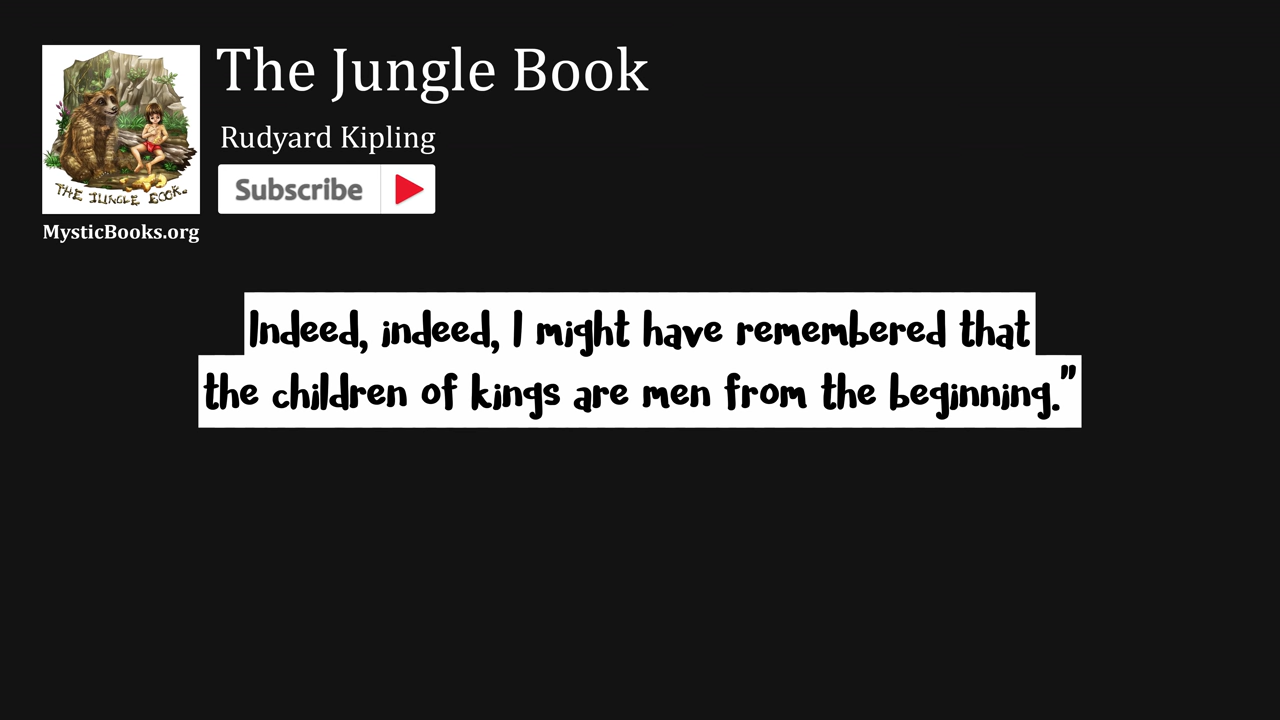 The Jungle Book
Rudyard Kipling
Subscribe
THE JUNGLE BOOK.
MysticBooks.org
Indeed, indeed, I might have remembered that
the children of kings are men from the beginning."